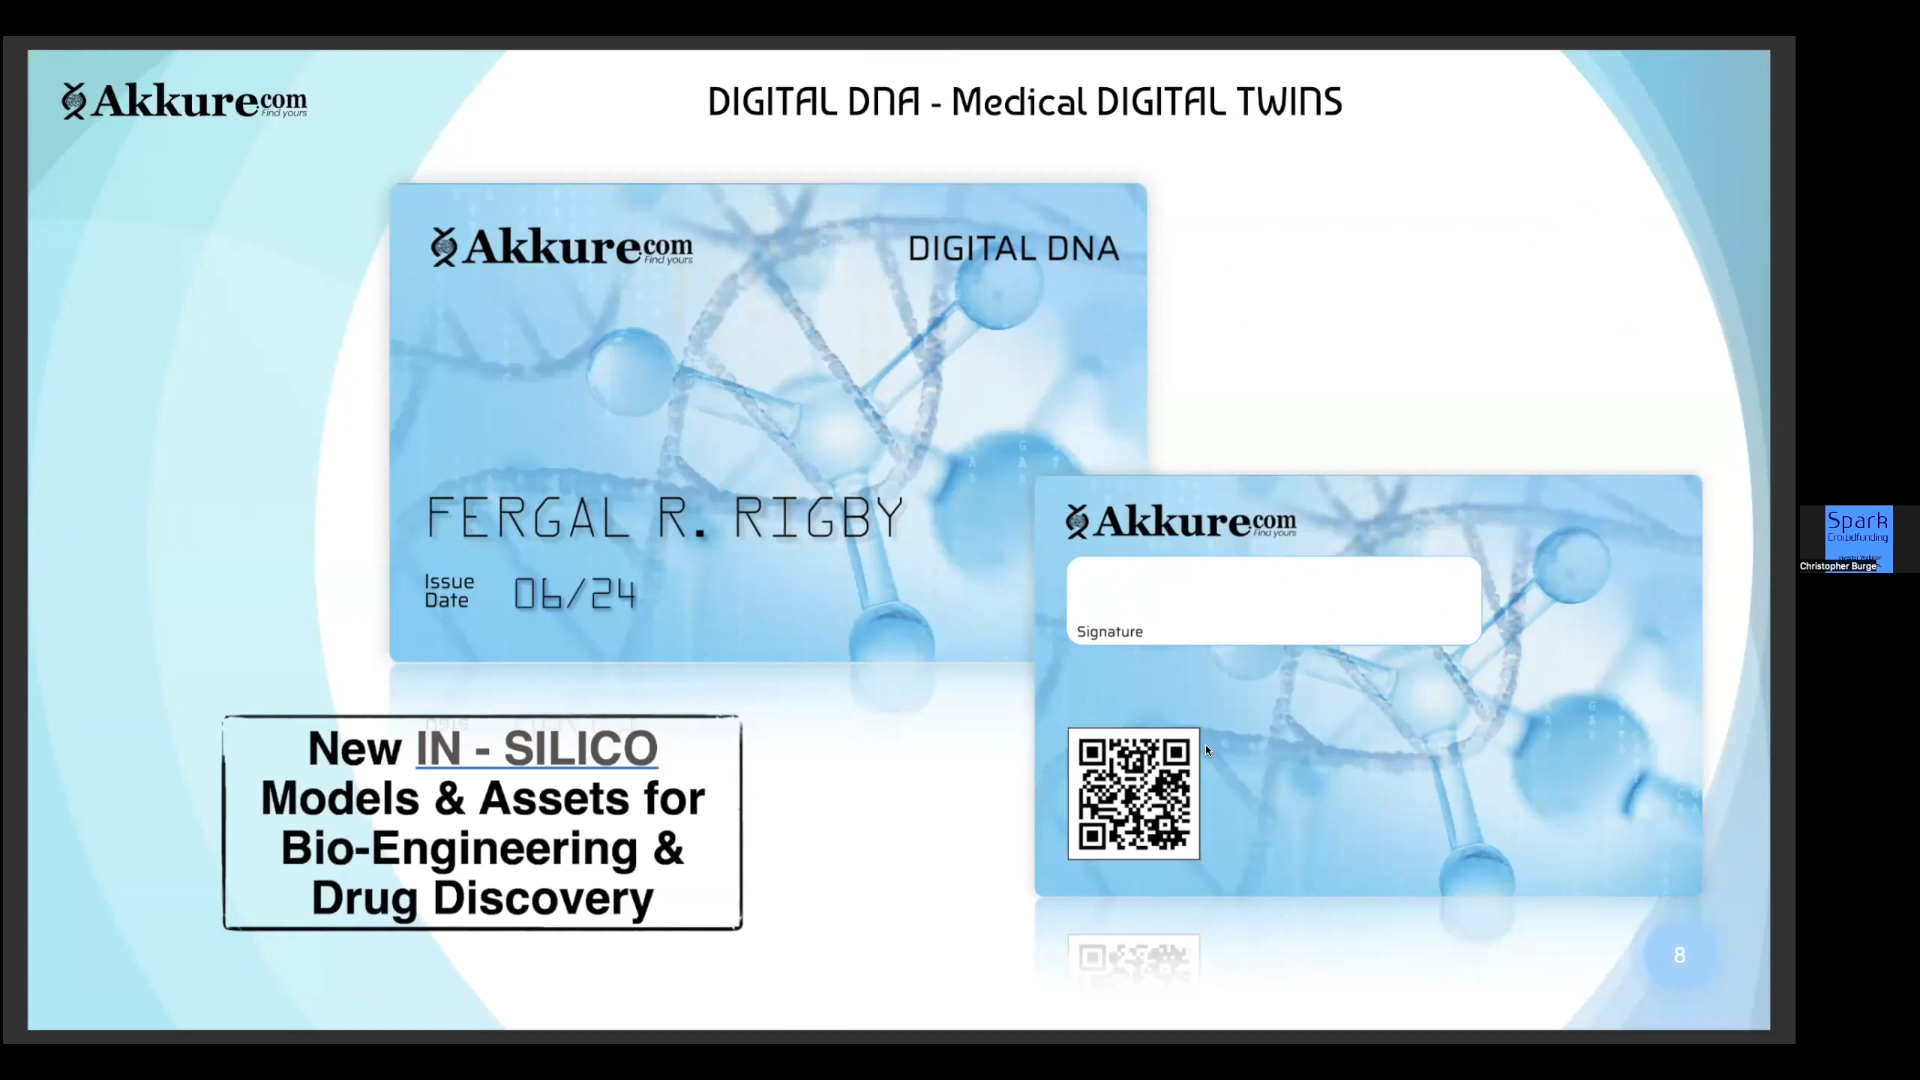 Akkure.com
Find yours
DIGITAL DNA - Medical DIGITAL TWINS
Akkure.com
Find yours
DIGITAL DNA
FERGAL R. RIGBY
Issue
Date
06/24
Akkure.com
Find yours
Signature
New IN - SILICO
Models & Assets for
Bio-Engineering &
Drug Discovery
8
Spark
Crowdfunding
Christopher Burge